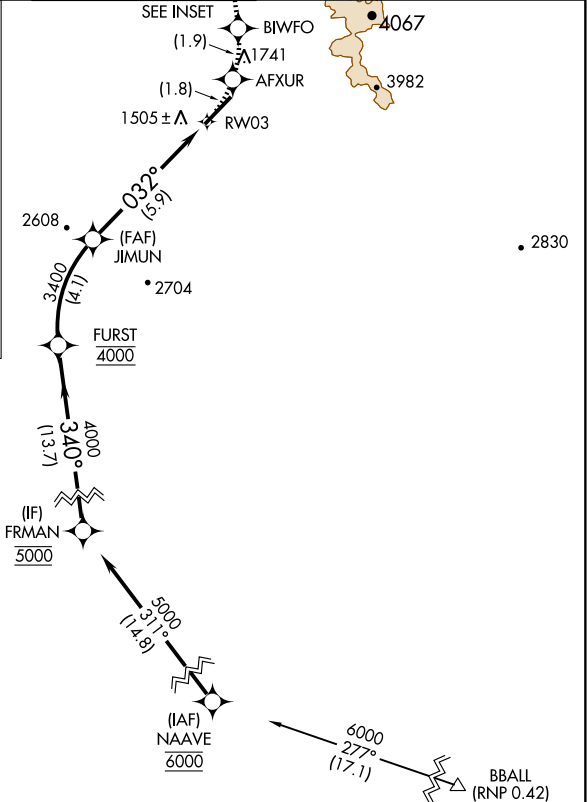 SEE INSET
BIWFO
4067
(1.9)
1741
AFXUR
3982
(1.8)
1505 ±
RW03
032°
(5.9)
2608
(FAF)
JIMUN
2830
3400
(4.1)
2704
FURST
4000
4000
340°
(13.7)
(IF)
FRMAN
5000
5000
311°
(14.8)
(IAF)
NAAVE
6000
6000
277°
(17.1)
BBALL
(RNP 0.42)